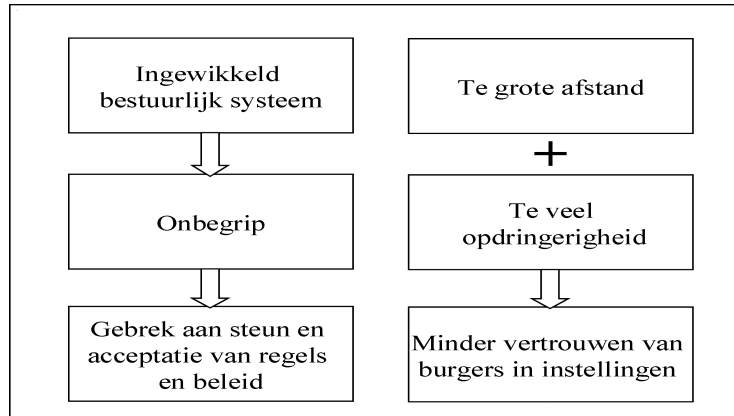 Ingewikkeld
bestuurlijk systeem
Onbegrip
Gebrek aan steun en
acceptatie van regels
en beleid
Te grote afstand
+
Te veel
opdringerigheid
Minder vertrouwen van
burgers in instellingen